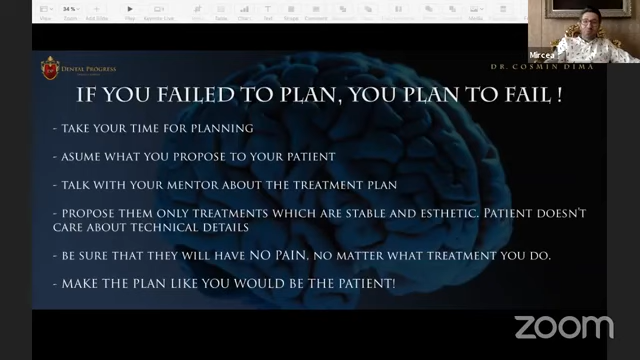 34 %
Mircea
DENTAL PROGRESS
DR. COSMIN DIMA
IF YOU FAILED TO PLAN, YOU PLAN TO FAIL !
- TAKE YOUR TIME FOR PLANNING
- ASUME WHAT YOU PROPOSE TO YOUR PATIENT
- TALK WITH YOUR MENTOR ABOUT THE TREATMENT PLAN
- PROPOSE THEM ONLY TREATMENTS WHICH ARE STABLE AND ESTHETIC. PATIENT DOESN'T
CARE ABOUT TECHNICAL DETAILS
- BE SURE THAT THEY WILL HAVE NO PAIN, NO MATTER WHAT TREATMENT YOU DO.
- MAKE THE PLAN LIKE YOU WOULD BE THE PATIENT!
zoom